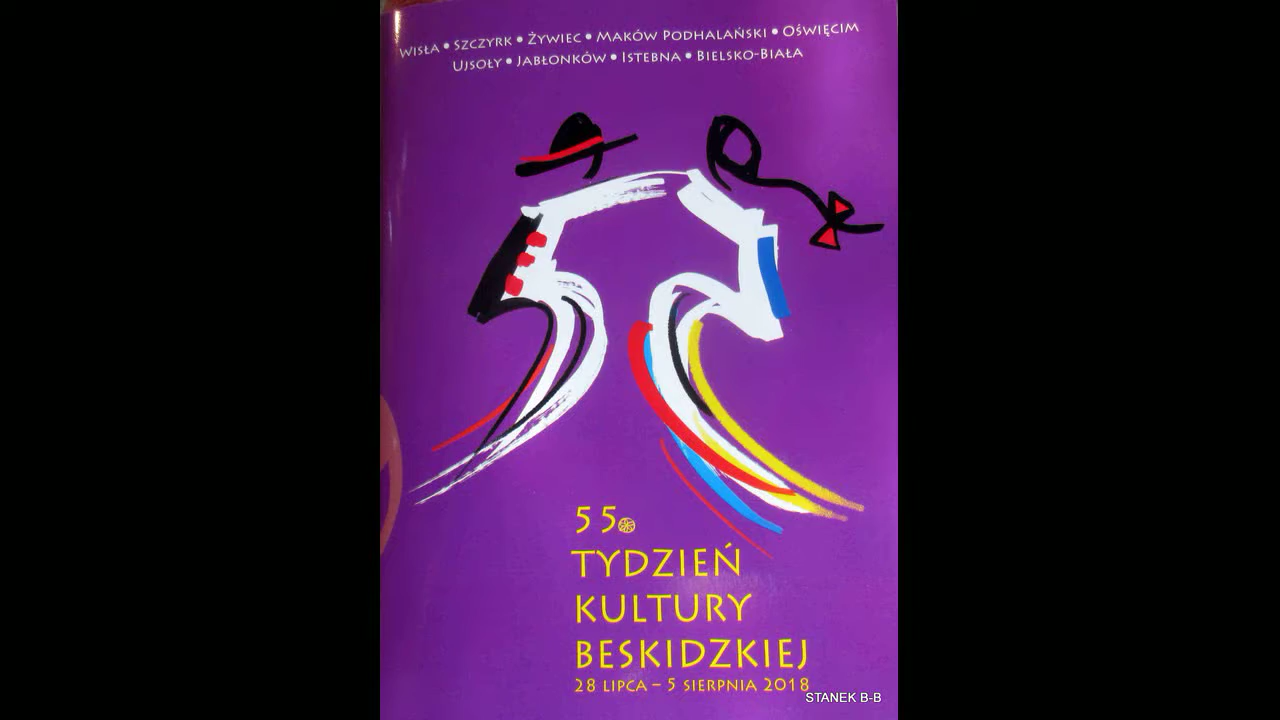 WISŁA • SZCZYRK • ŻYWIEC • MAKÓW PODHALAŃSKI • OŚWIĘCIM
UJSOŁY • JABŁONKÓW • ISTEBNA • BIELSKO-BIAŁA
55.
TYDZIEŃ
KULTURY
BESKIDZKIEJ
28 LIPCA – 5 SIERPNIA 2018
STANEK B-B